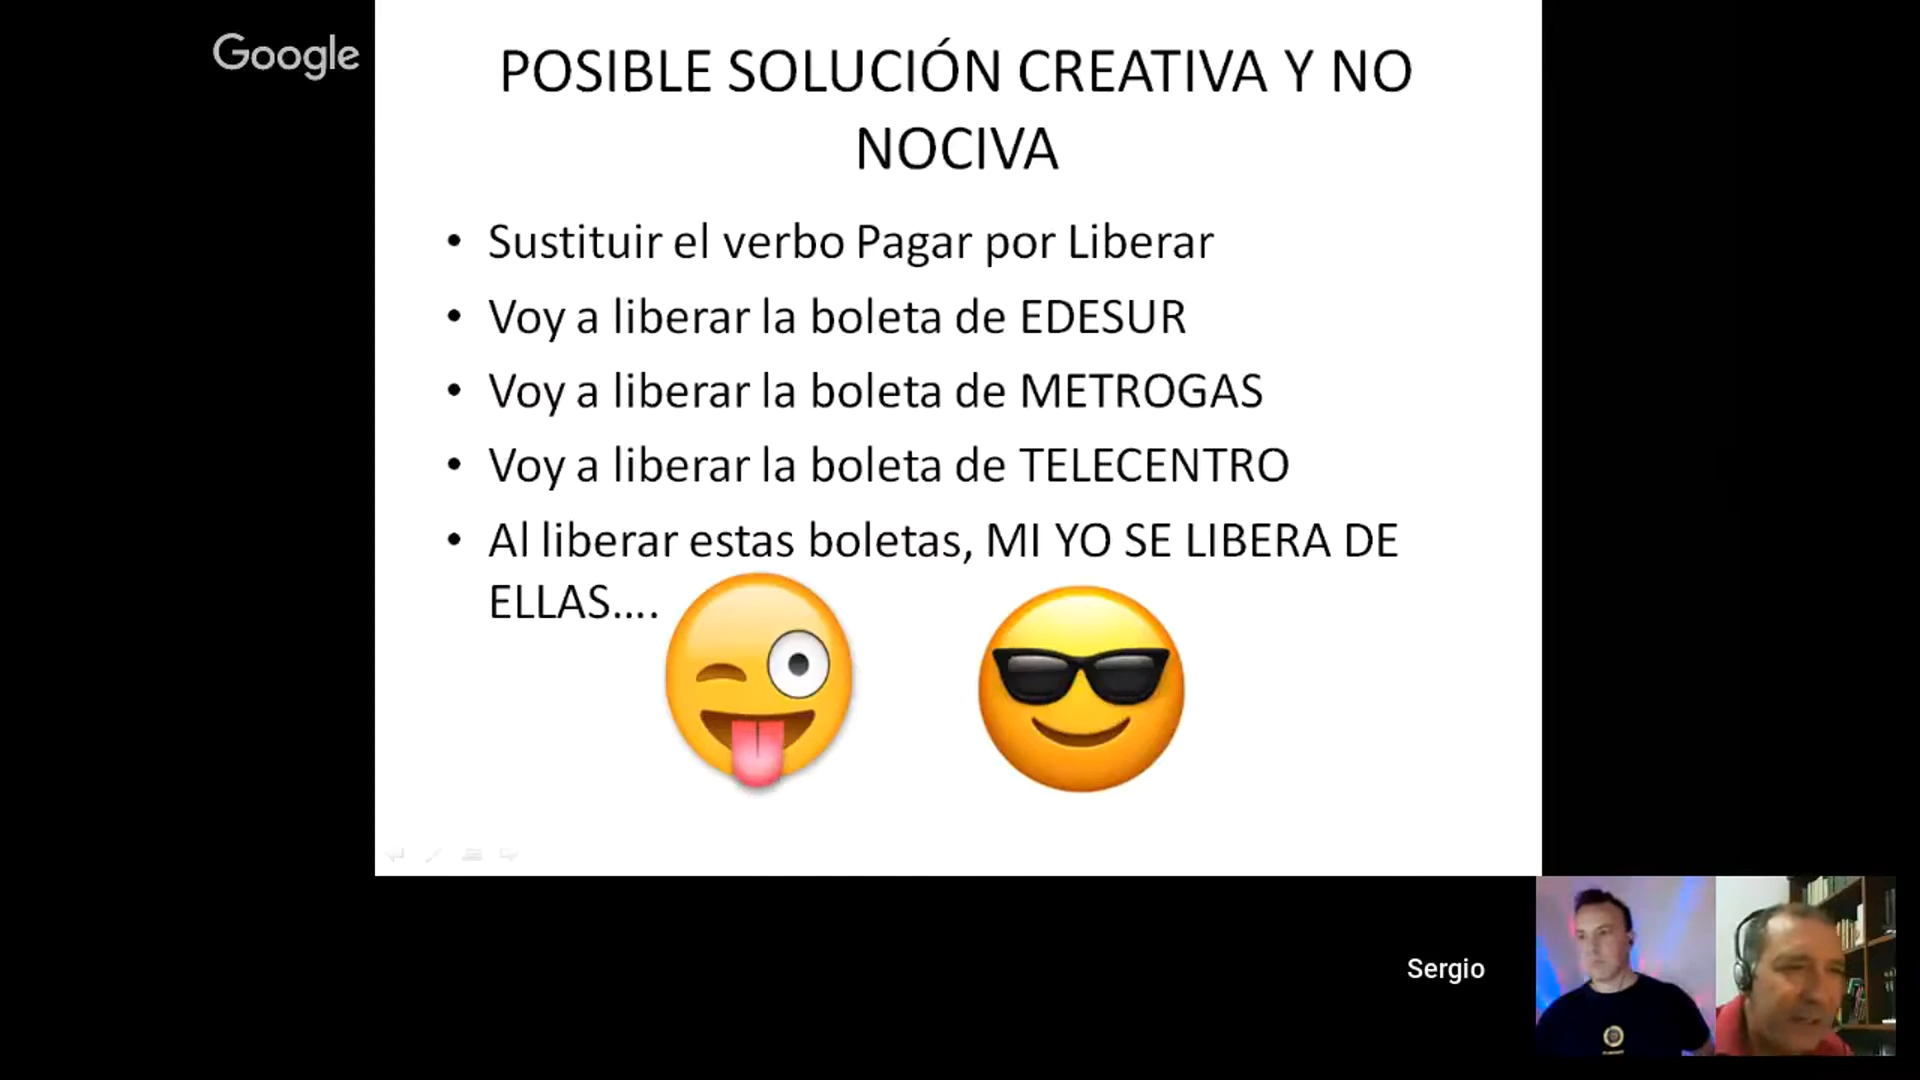 Google
POSIBLE SOLUCIÓN CREATIVA Y NO
NOCIVA
• Sustituir el verbo Pagar por Liberar
• Voy a liberar la boleta de EDESUR
• Voy a liberar la boleta de METROGAS
• Voy a liberar la boleta de TELECENTRO
• Al liberar estas boletas, MI YO SE LIBERA DE
ELLAS....
Sergio